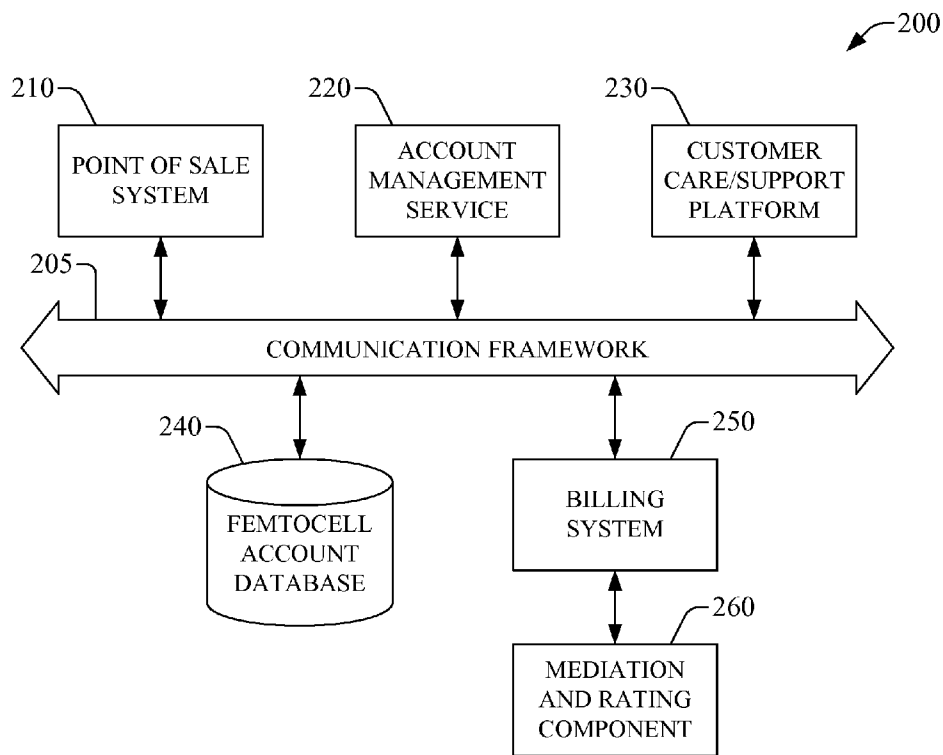 200
210
220
230
POINT OF SALE
SYSTEM
ACCOUNT
MANAGEMENT
SERVICE
CUSTOMER
CARE/SUPPORT
PLATFORM
205
COMMUNICATION FRAMEWORK
240
250
FEMTOCELL
ACCOUNT
DATABASE
BILLING
SYSTEM
260
MEDIATION
AND RATING
COMPONENT